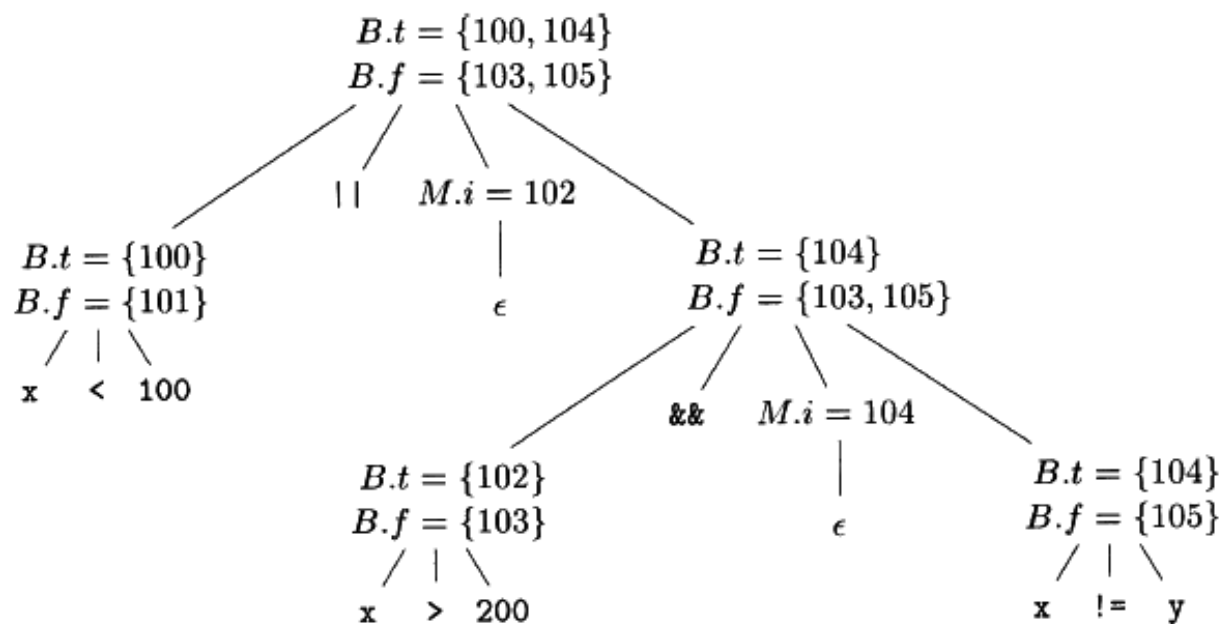 B.t = {100, 104}
B.f = {103, 105}
|| M.i = 102
B.t = {100}
B.f = {101}
ϵ
B.t = {104}
B.f = {103, 105}
x < 100
&& M.i = 104
B.t = {102}
B.f = {103}
ϵ
B.t = {104}
B.f = {105}
x > 200
x != y